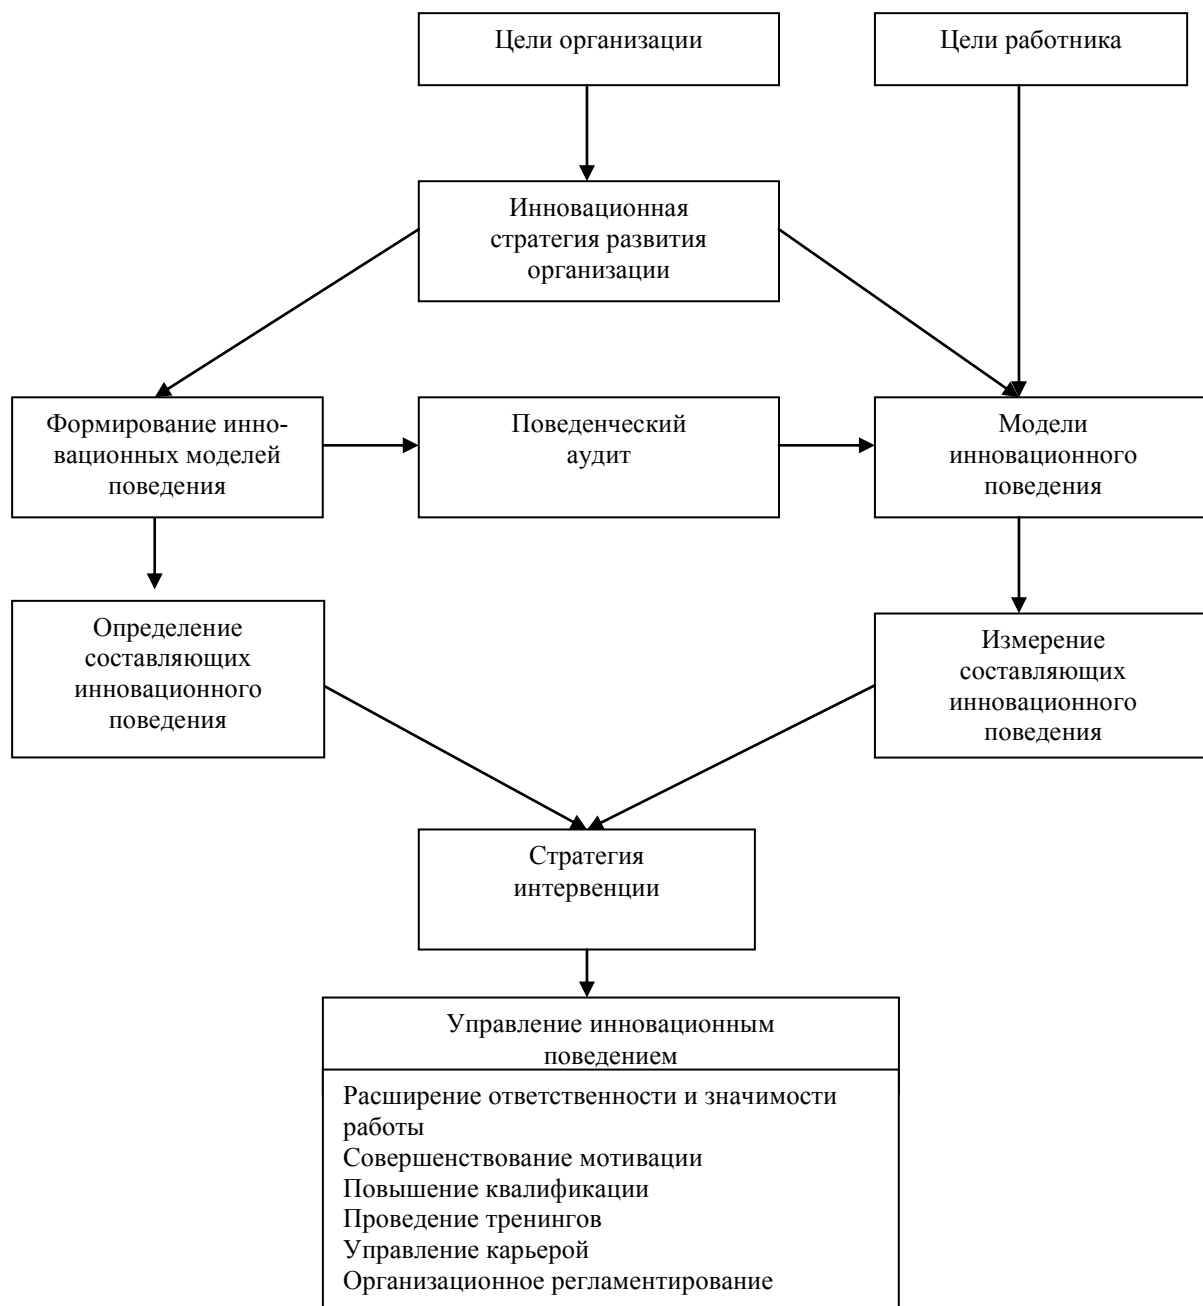 Цели организации
Цели работника
Инновационная
стратегия развития
организации
Формирование инно-
вационных моделей
поведения
Поведенческий
аудит
Модели
инновационного
поведения
Определение
составляющих
инновационного
поведения
Измерение
составляющих
инновационного
поведения
Стратегия
интервенции
Управление инновационным
поведением
Расширение ответственности и значимости
работы
Совершенствование мотивации
Повышение квалификации
Проведение тренингов
Управление карьерой
Организационное регламентирование